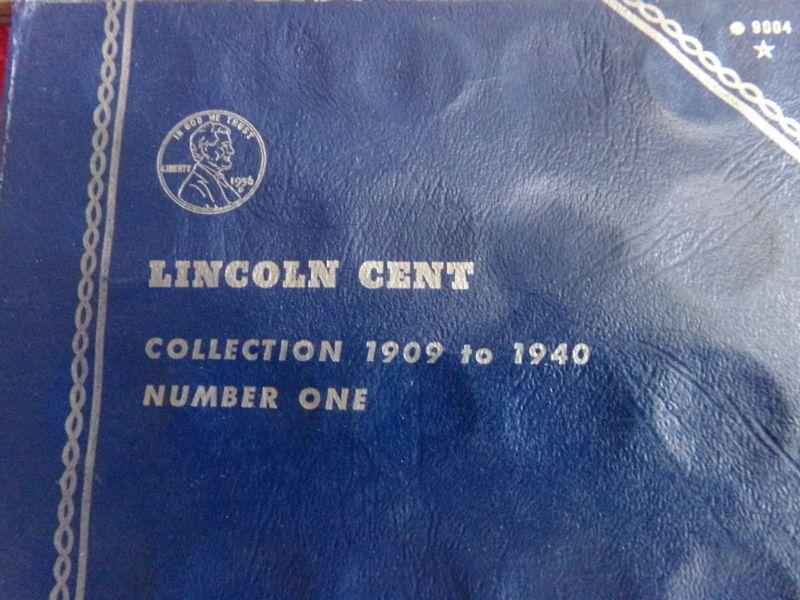 9004
IN GOD WE TRUST
LIBERTY
1956
D
LINCOLN CENT
COLLECTION 1909 to 1940
NUMBER ONE